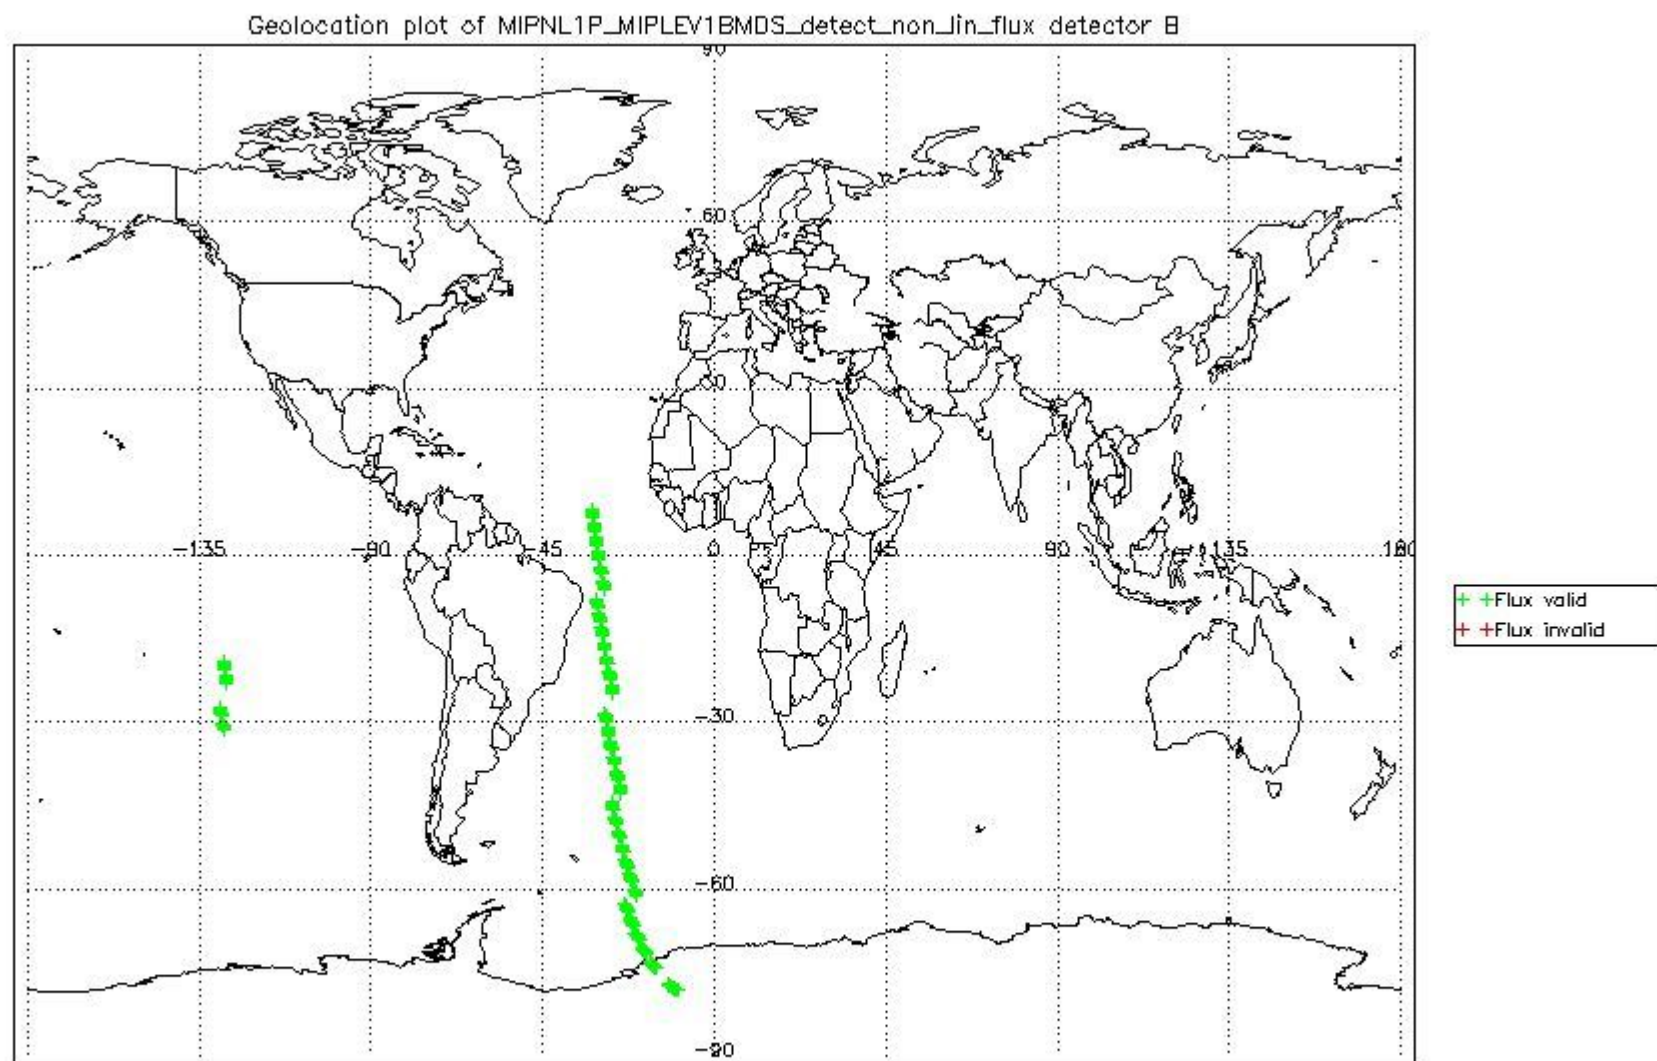 Geolocation plot of MIPNL1P_MIPLEV1BMDS_detect_non_lin_flux detector B
90
60
30
-135 -90 -45 0 45 90 135 180
+ +Flux valid
+ +Flux invalid
-30
-60
-90